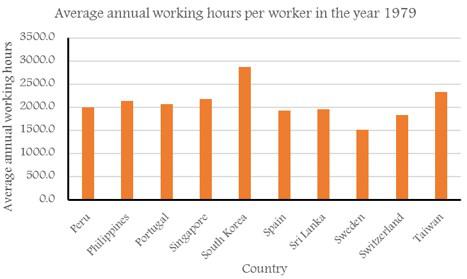 Average annual working hours per worker in the year 1979
Average annual working hours
3500.0
3000.0
2500.0
2000.0
1500.0
1000.0
500.0
0.0
Peru
Philippines
Portugal
Singapore
South Korea
Spain
Sri Lanka
Sweden
Switzerland
Taiwan
Country